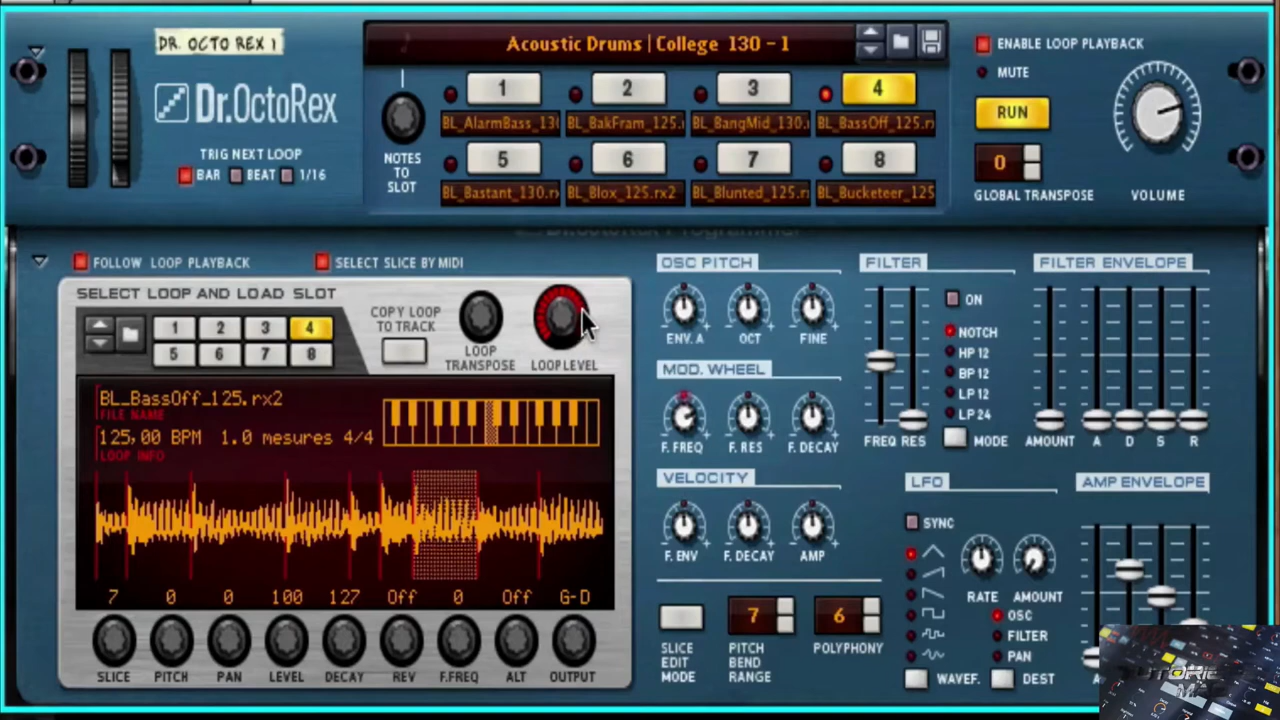 DR. OCTO REX 1
Acoustic Drums | College 130 - 1
ENABLE LOOP PLAYBACK
MUTE
Dr.OctoRex
1 2 3 4
RUN
BL_AlarmBass_130 BL_BakFram_125.r BL_BangMid_130. BL_BassOff_125.rx
TRIG NEXT LOOP
BAR BEAT 1/16
NOTES TO SLOT
5 6 7 8
0
BL_Bastant_130.rx BL_Blox_125.rx2 BL_Blunted_125.rx BL_Bucketeer_125
GLOBAL TRANSPOSE
VOLUME
FOLLOW LOOP PLAYBACK
SELECT SLICE BY MIDI
SELECT LOOP AND LOAD SLOT
1 2 3 4
5 6 7 8
COPY LOOP
TO TRACK
LOOP
TRANSPOSE
LOOP LEVEL
BL_BassOff_125.rx2
FILE NAME
125,00 BPM 1.0 mesures 4/4
LOOP INFO
7 0 0 100 127 Off 0 Off G-D
SLICE PITCH PAN LEVEL DECAY REV F.FREQ ALT OUTPUT
OSC PITCH
ENV. A OCT FINE
MOD. WHEEL
F. FREQ F. RES F. DECAY
VELOCITY
F. ENV F. DECAY AMP
SLICE
EDIT
MODE
7
PITCH
BEND
RANGE
6
POLYPHONY
FILTER
ON
NOTCH
HP 12
BP 12
LP 12
LP 24
FREQ RES MODE
FILTER ENVELOPE
AMOUNT A D S R
LFO
SYNC
RATE AMOUNT
OSC
FILTER
PAN
WAVEF. DEST
AMP ENVELOPE